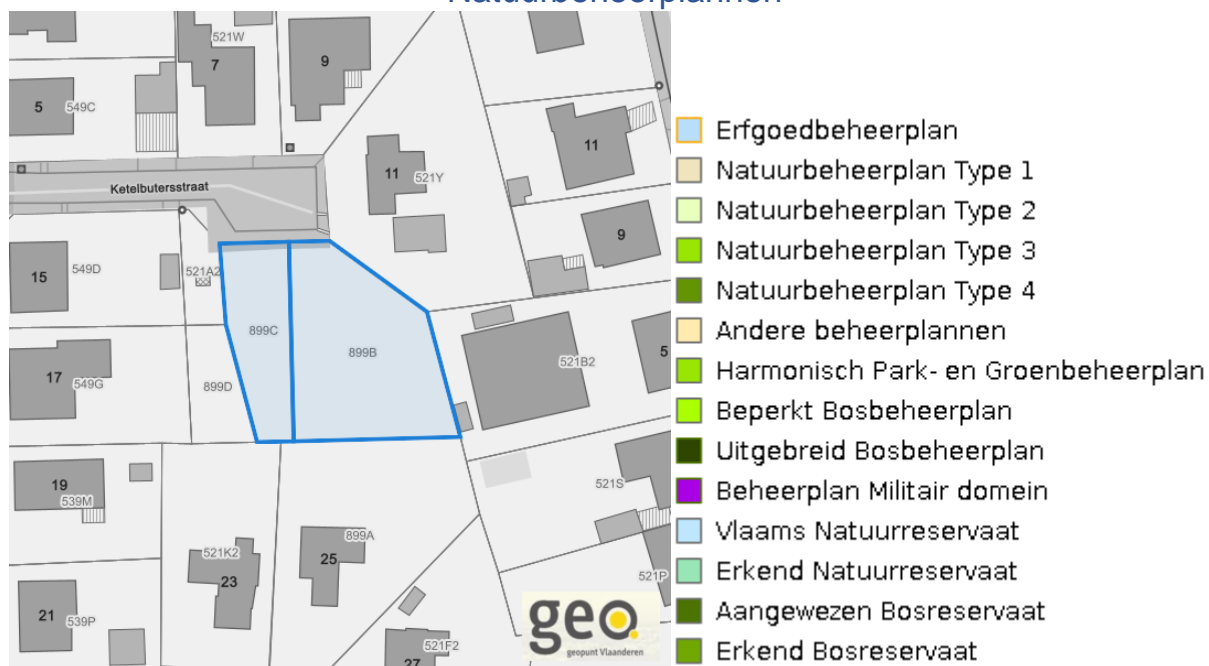 Natuurbeheerplannen
521W
7
9
5
549C
11
Ketelbutersstraat
11
521Y
9
15
549D
521A2
899C
899B
521B2
5
17
549G
899D
19
539M
521S
899A
521K2
25
23
521P
21
539P
521F2
27
geo.
geopunt Vlaanderen
Erfgoedbeheerplan
Natuurbeheerplan Type 1
Natuurbeheerplan Type 2
Natuurbeheerplan Type 3
Natuurbeheerplan Type 4
Andere beheerplannen
Harmonisch Park- en Groenbeheerplan
Beperkt Bosbeheerplan
Uitgebreid Bosbeheerplan
Beheerplan Militair domein
Vlaams Natuurreservaat
Erkend Natuurreservaat
Aangewezen Bosreservaat
Erkend Bosreservaat